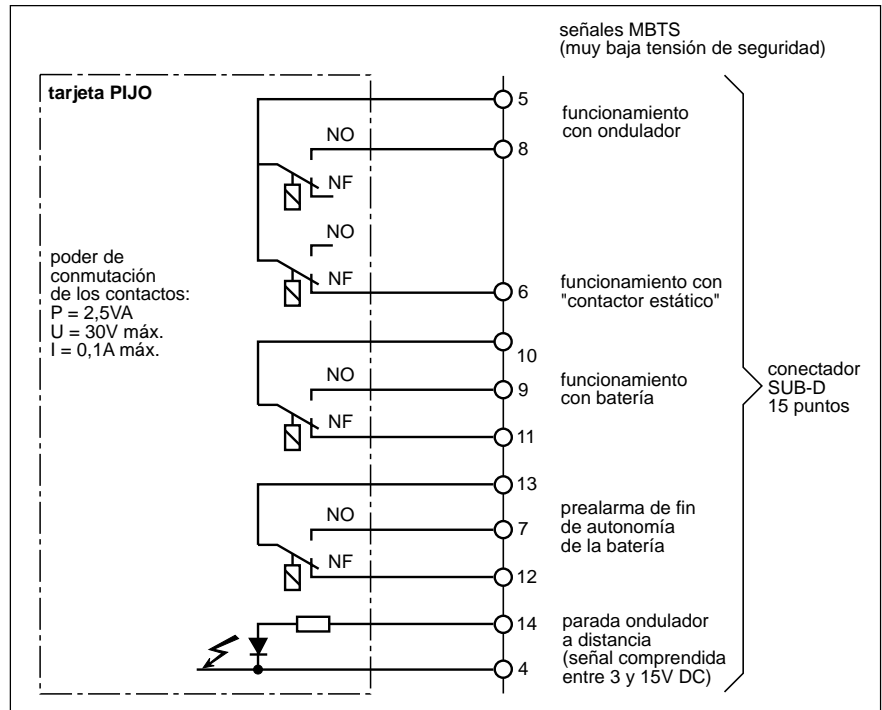 señales MBTS
(muy baja tensión de seguridad)
tarjeta PIJO
5
funcionamiento
con ondulador
NO
8
NF
NO
poder de
conmutación
de los contactos:
P = 2,5VA
U = 30V máx.
I = 0,1A máx.
NF
6
funcionamiento con
"contactor estático"
10
NO
9
funcionamiento
con batería
NF
11
conectador
SUB-D
15 puntos
13
NO
7
prealarma de fin
de autonomía
de la batería
NF
12
14
parada ondulador
a distancia
(señal comprendida
entre 3 y 15V DC)
4